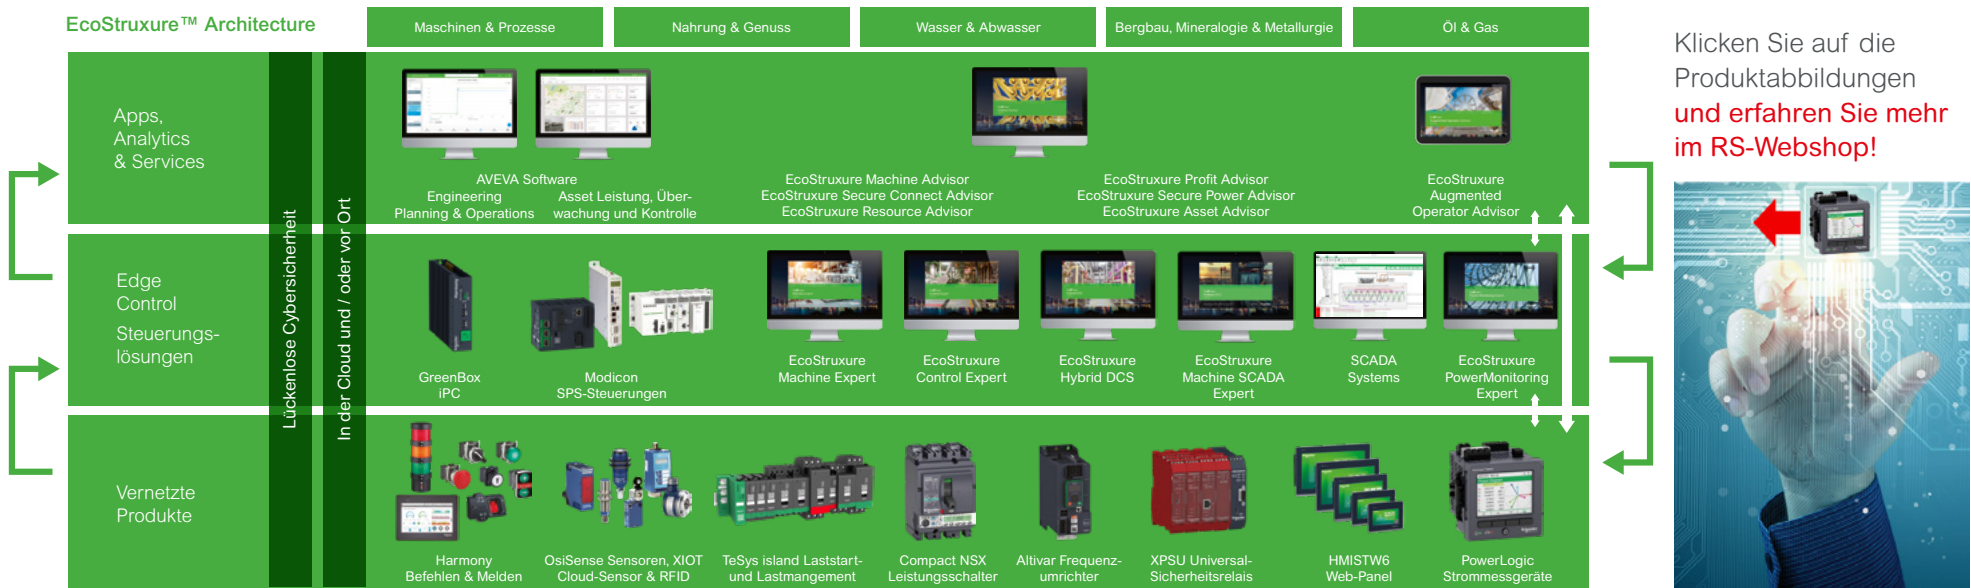 EcoStruxure™ Architecture
Maschinen & Prozesse
Nahrung & Genuss
Wasser & Abwasser
Bergbau, Mineralogie & Metallurgie
Öl & Gas
Klicken Sie auf die
Produktabbildungen
und erfahren Sie mehr
im RS-Webshop!
Apps,
Analytics
& Services
Lückenlose Cybersicherheit
In der Cloud und / oder vor Ort
AVEVA Software
Engineering
Planning & Operations
Asset Leistung, Über-
wachung und Kontrolle
EcoStruxure Machine Advisor
EcoStruxure Secure Connect Advisor
EcoStruxure Resource Advisor
EcoStruxure Profit Advisor
EcoStruxure Secure Power Advisor
EcoStruxure Asset Advisor
EcoStruxure
Augmented
Operator Advisor
Edge
Control
Steuerungs-
lösungen
GreenBox
iPC
Modicon
SPS-Steuerungen
EcoStruxure
Machine Expert
EcoStruxure
Control Expert
EcoStruxure
Hybrid DCS
EcoStruxure
Machine SCADA
Expert
SCADA
Systems
EcoStruxure
PowerMonitoring
Expert
Vernetzte
Produkte
Harmony
Befehlen & Melden
OsiSense Sensoren, XIOT
Cloud-Sensor & RFID
TeSys island Laststart-
und Lastmangement
Compact NSX
Leistungsschalter
Altivar Frequenz-
umrichter
XPSU Universal-
Sicherheitsrelais
HMISTW6
Web-Panel
PowerLogic
Strommessgeräte